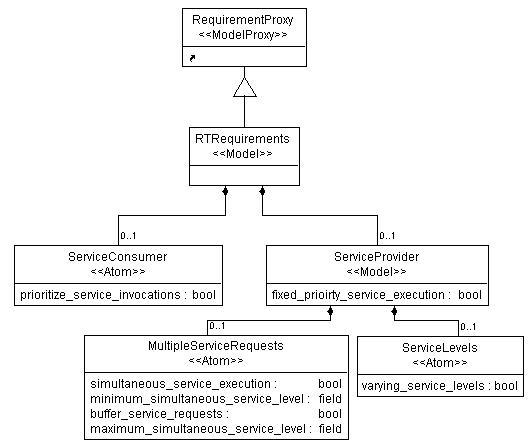 RequirementProxy
<<ModelProxy>>
RTRequirements
<<Model>>
0..1
0..1
ServiceConsumer
<<Atom>>
prioritize_service_invocations : bool
ServiceProvider
<<Model>>
fixed_prioirty_service_execution : bool
0..1
0..1
MultipleServiceRequests
<<Atom>>
simultaneous_service_execution : bool
minimum_simultaneous_service_level : field
buffer_service_requests : bool
maximum_simultaneous_service_level : field
ServiceLevels
<<Atom>>
varying_service_levels : bool